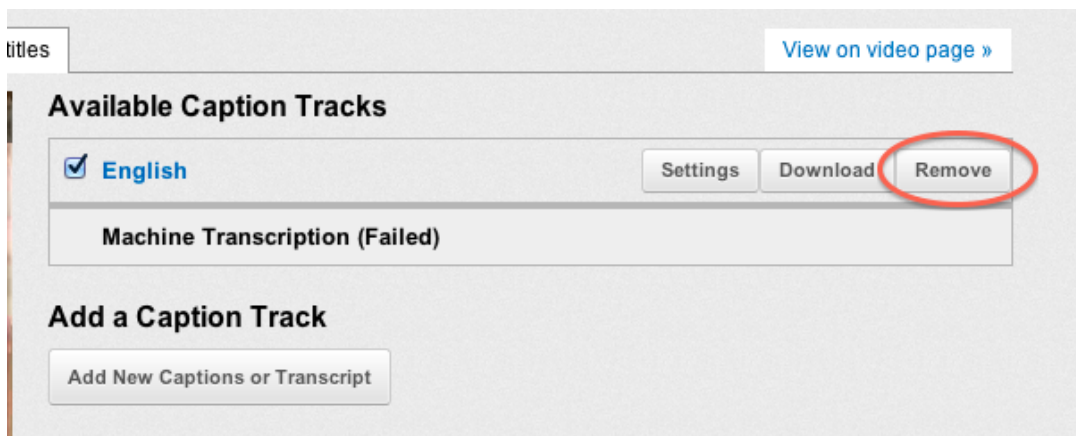 titles
View on video page »
Available Caption Tracks
English Settings Download Remove
Machine Transcription (Failed)
Add a Caption Track
Add New Captions or Transcript